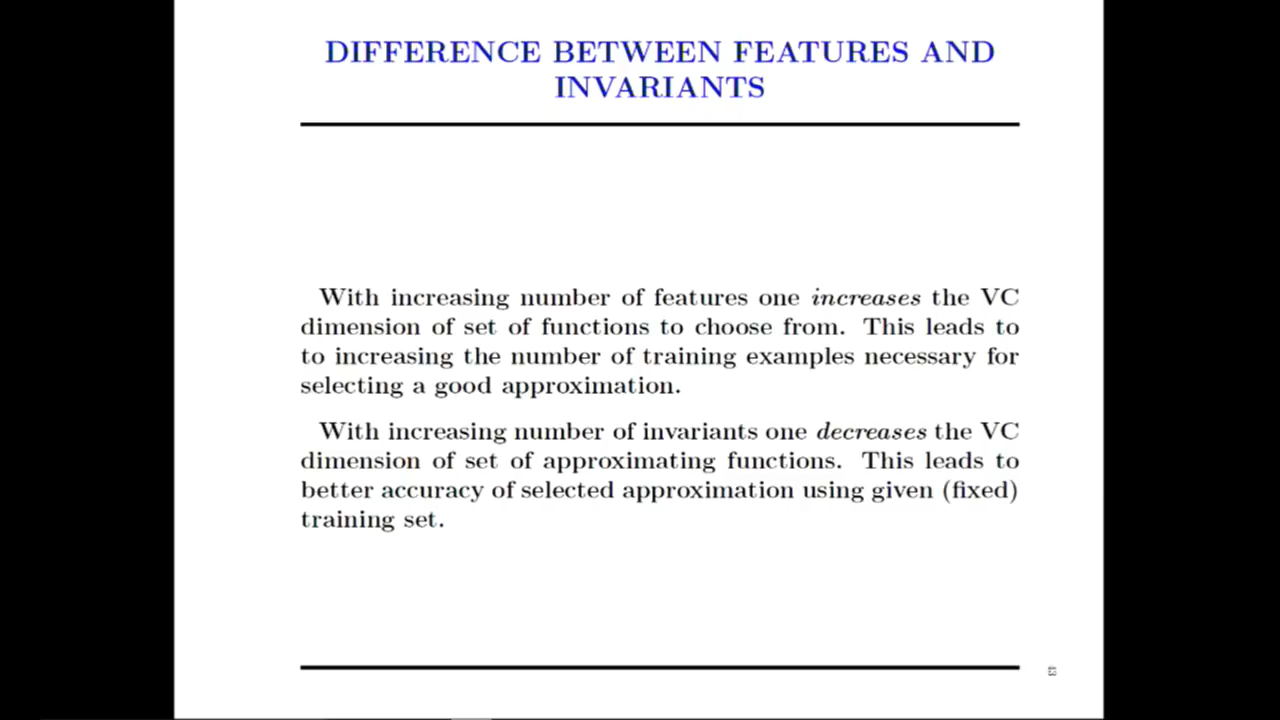 DIFFERENCE BETWEEN FEATURES AND
INVARIANTS
With increasing number of features one increases the VC
dimension of set of functions to choose from. This leads to
to increasing the number of training examples necessary for
selecting a good approximation.
With increasing number of invariants one decreases the VC
dimension of set of approximating functions. This leads to
better accuracy of selected approximation using given (fixed)
training set.
43